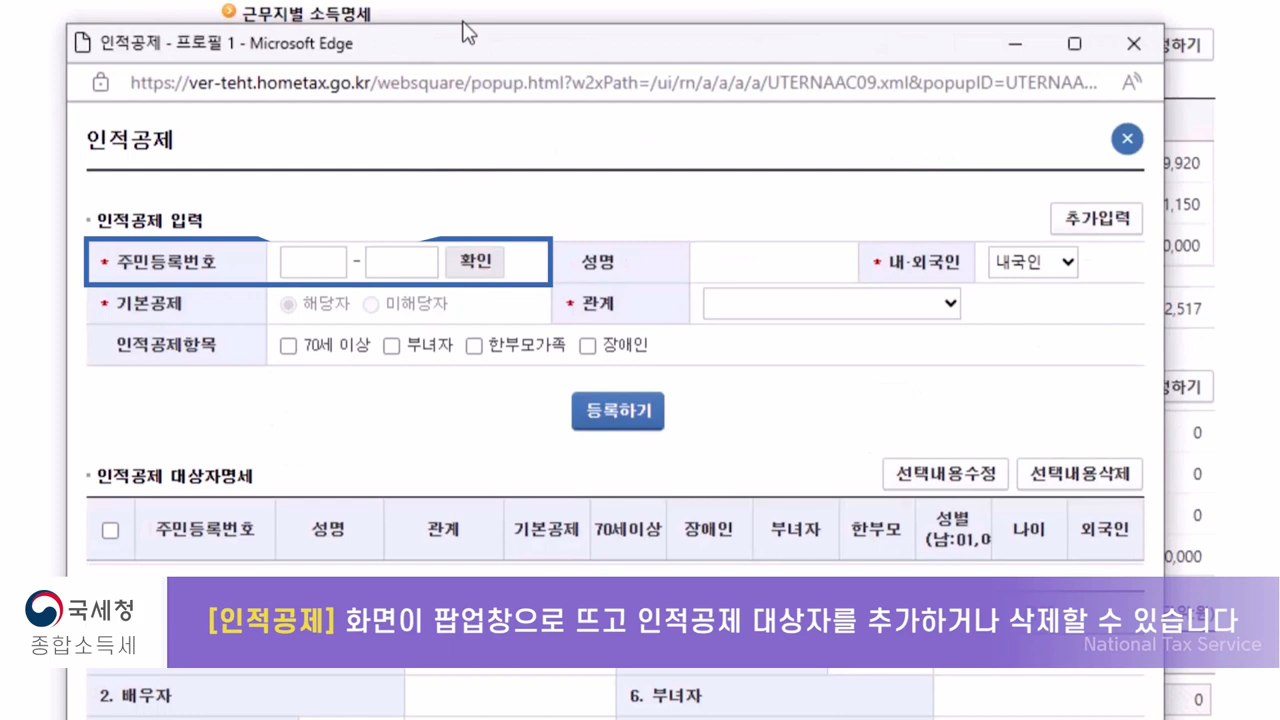 근무지별 소득명세
인적공제 - 프로필 1 - Microsoft Edge
https://ver-teht.hometax.go.kr/websquare/popup.html?w2xPath=/ui/rn/a/a/a/a/UTERNAAC09.xml&popupID=UTERNAA...
인적공제
인적공제 입력
추가입력
* 주민등록번호 - 확인 성명 * 내·외국인 내국인
* 기본공제 해당자 미해당자 * 관계
인적공제항목 70세 이상 부녀자 한부모가족 장애인
등록하기
인적공제 대상자명세
선택내용수정 선택내용삭제
주민등록번호 성명 관계 기본공제 70세이상 장애인 부녀자 한부모 성별 나이 외국인
(남:01,
9,920
1,150
0,000
2,517
0
0
0
0,000
국세청
종합소득세
[인적공제] 화면이 팝업창으로 뜨고 인적공제 대상자를 추가하거나 삭제할 수 있습니다
National Tax Service
2. 배우자 6. 부녀자
0